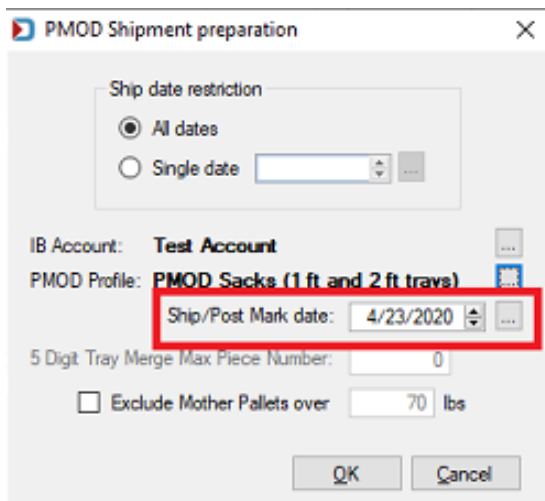 PMOD Shipment preparation
Ship date restriction
All dates
Single date ...
IB Account: Test Account ...
PMOD Profile: PMOD Sacks (1 ft and 2 ft trays) ...
Ship/Post Mark date: 4/23/2020 ...
5 Digit Tray Merge Max Piece Number: 0
Exclude Mother Pallets over 70 lbs
OK Cancel